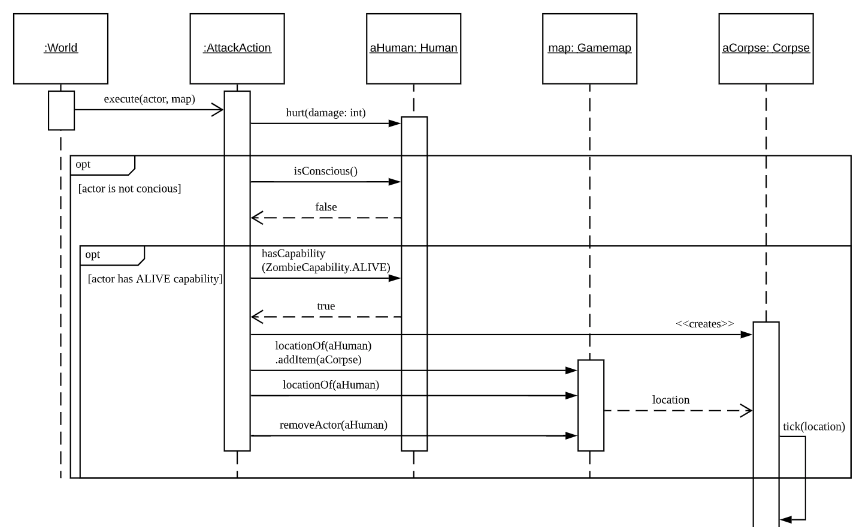 :World
:AttackAction
aHuman: Human
map: Gamemap
aCorpse: Corpse
execute(actor, map)
hurt(damage: int)
opt
[actor is not concious]
isConscious()
false
opt
[actor has ALIVE capability]
hasCapability
(ZombieCapability.ALIVE)
true
<<creates>>
locationOf(aHuman)
.addItem(aCorpse)
locationOf(aHuman)
location
removeActor(aHuman)
tick(location)